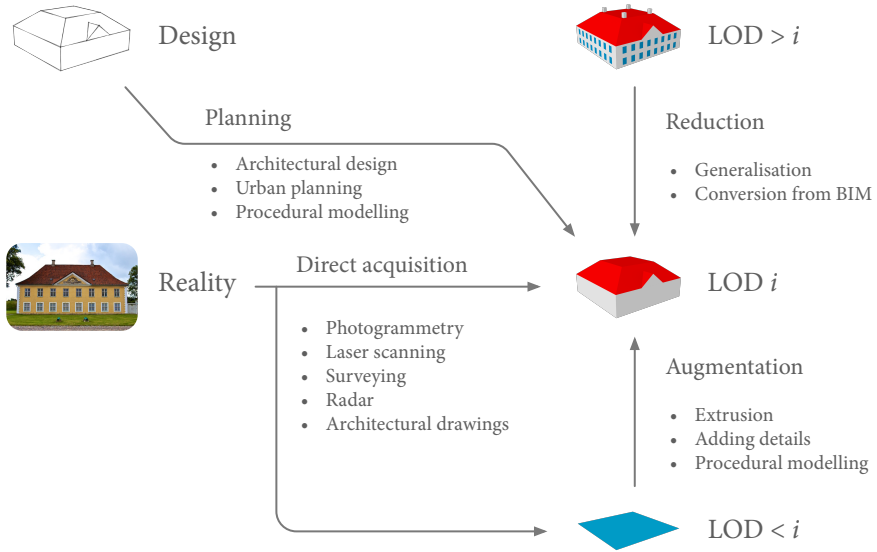 Design
LOD > i
Planning
• Architectural design
• Urban planning
• Procedural modelling
Reduction
• Generalisation
• Conversion from BIM
Reality
Direct acquisition
LOD i
• Photogrammetry
• Laser scanning
• Surveying
• Radar
• Architectural drawings
Augmentation
• Extrusion
• Adding details
• Procedural modelling
LOD < i